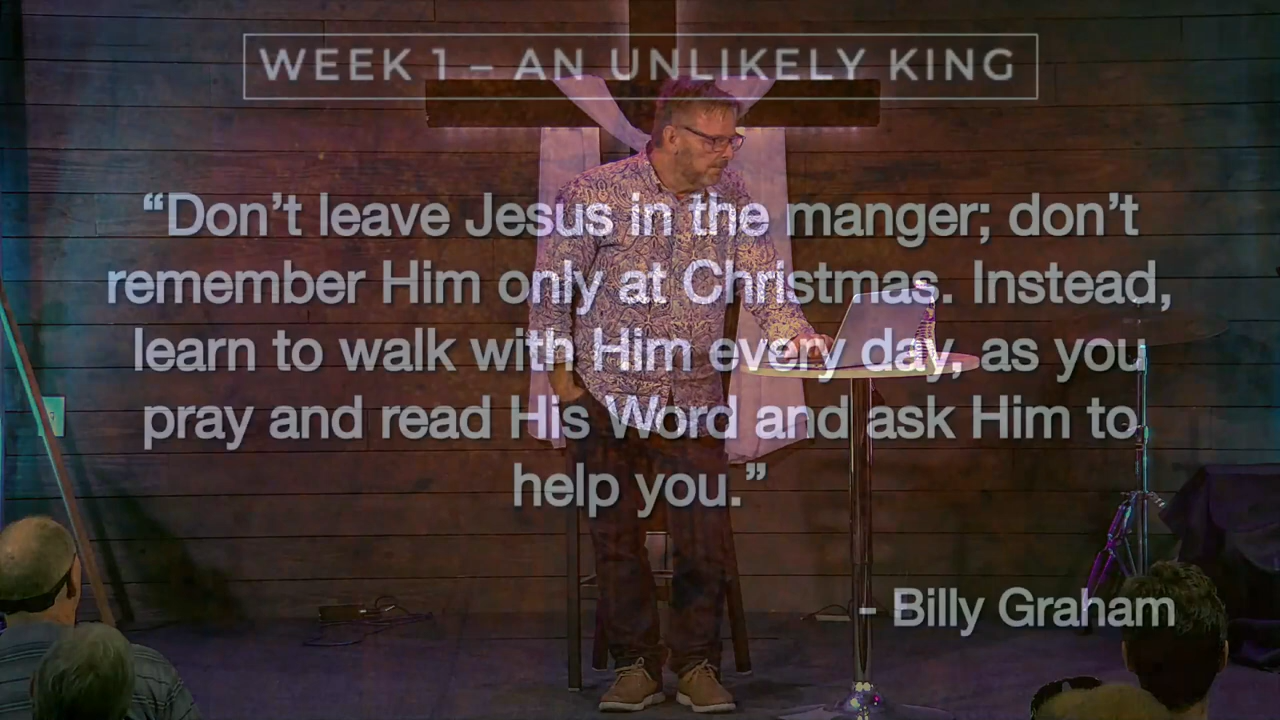 WEEK 1 – AN UNLIKELY KING
“Don’t leave Jesus in the manger; don’t
remember Him only at Christmas. Instead,
learn to walk with Him every day, as you
pray and read His Word and ask Him to
help you.”
- Billy Graham